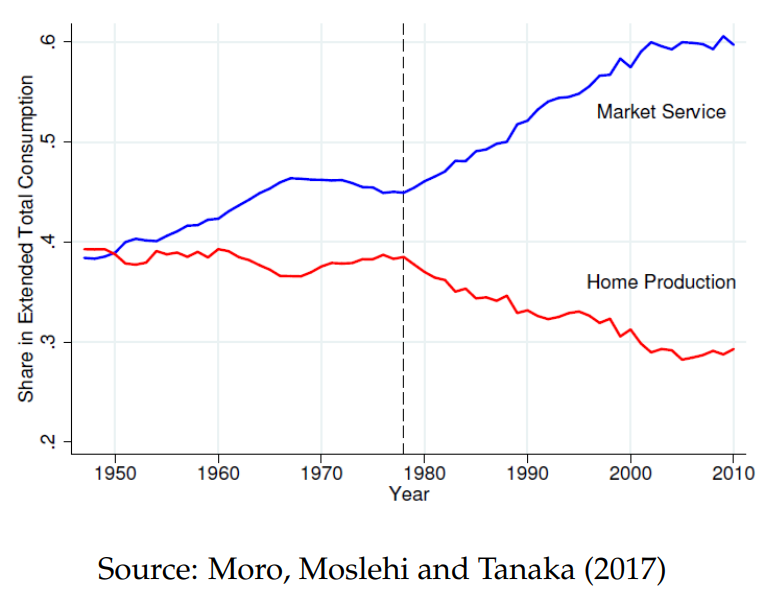 Share in Extended Total Consumption
.6
.5
.4
.3
.2
Market Service
Home Production
1950 1960 1970 1980 1990 2000 2010
Year
Source: Moro, Moslehi and Tanaka (2017)